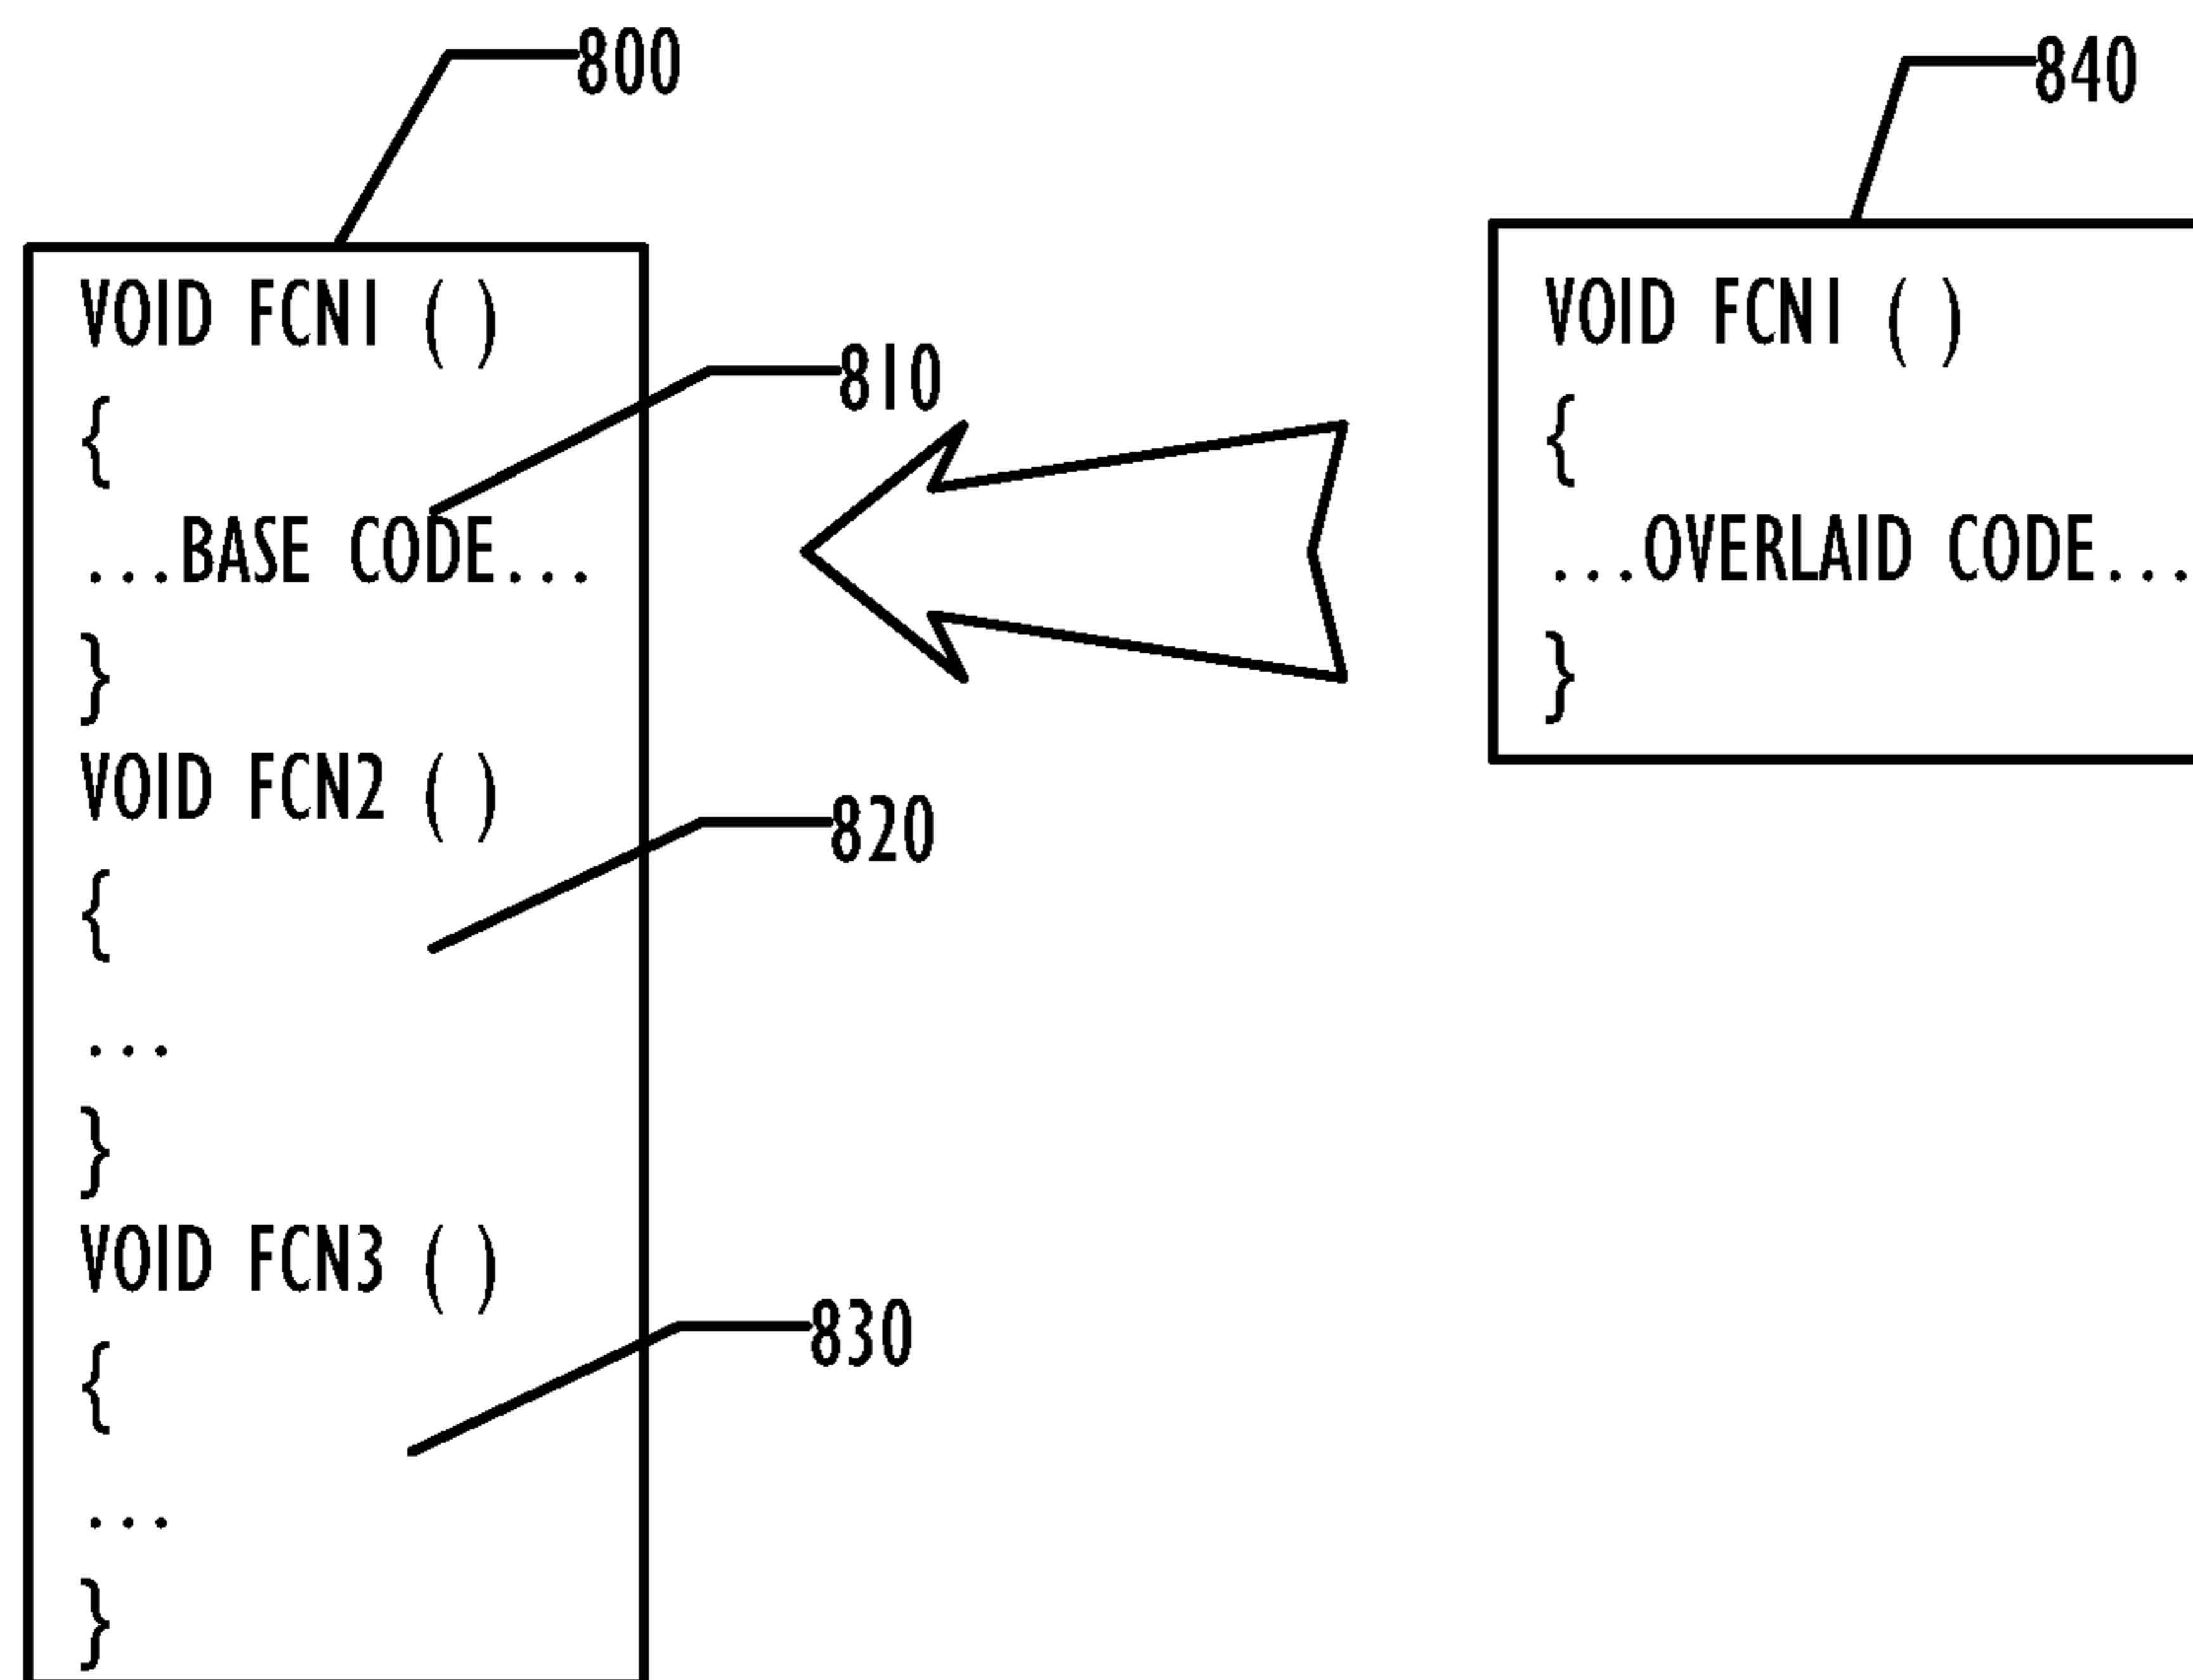 800
840
VOID FCN1 ( )
{
...BASE CODE...
}
VOID FCN2 ( )
{
...
}
VOID FCN3 ( )
{
...
}
810
820
830
VOID FCN1 ( )
{
...OVERLAID CODE...
}